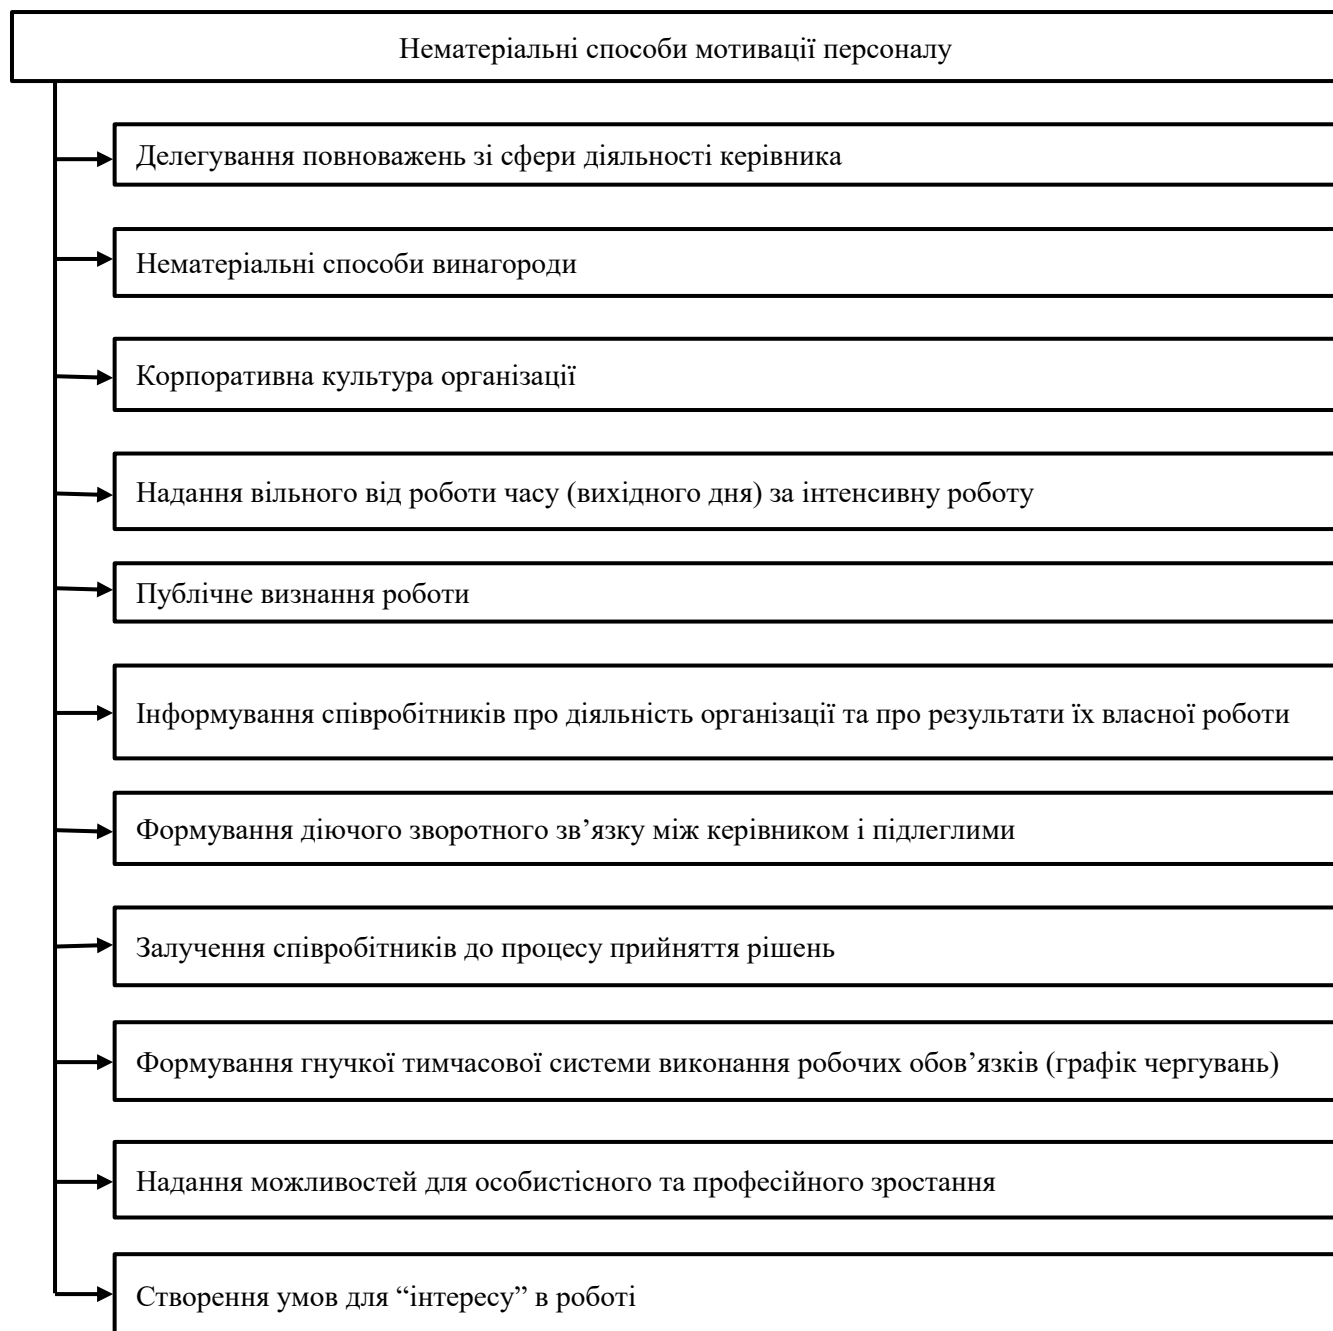 Нематеріальні способи мотивації персоналу
Делегування повноважень зі сфери діяльності керівника
Нематеріальні способи винагороди
Корпоративна культура організації
Надання вільного від роботи часу (вихідного дня) за інтенсивну роботу
Публічне визнання роботи
Інформування співробітників про діяльність організації та про результати їх власної роботи
Формування діючого зворотного зв’язку між керівником і підлеглими
Залучення співробітників до процесу прийняття рішень
Формування гнучкої тимчасової системи виконання робочих обов’язків (графік чергувань)
Надання можливостей для особистісного та професійного зростання
Створення умов для “інтересу” в роботі